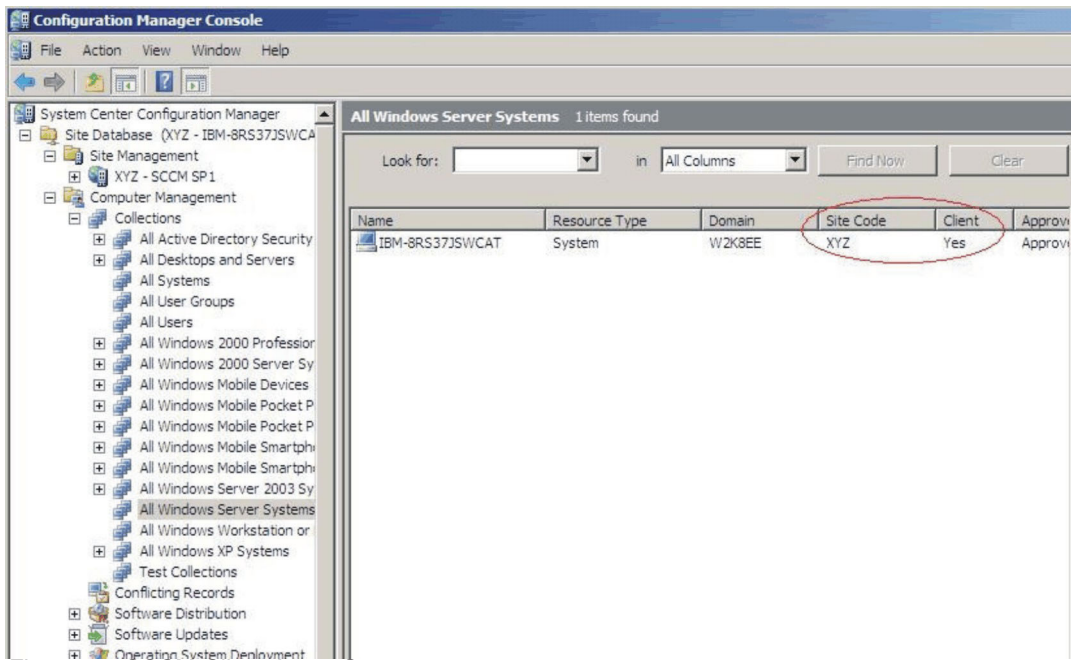 Configuration Manager Console
File Action View Window Help
System Center Configuration Manager
Site Database (XYZ - IBM-8RS37JSWCA
Site Management
XYZ - SCCM SP1
Computer Management
Collections
All Active Directory Security
All Desktops and Servers
All Systems
All User Groups
All Users
All Windows 2000 Profession
All Windows 2000 Server Sy
All Windows Mobile Devices
All Windows Mobile Pocket P
All Windows Mobile Pocket P
All Windows Mobile Smartph
All Windows Mobile Smartph
All Windows Server 2003 Sy
All Windows Server Systems
All Windows Workstation or
All Windows XP Systems
Test Collections
Conflicting Records
Software Distribution
Software Updates
Operating System Deployment
All Windows Server Systems 1 items found
Look for: in All Columns Find Now Clear
Name Resource Type Domain Site Code Client Approv
IBM-8RS37JSWCAT System W2K8EE XYZ Yes Approv